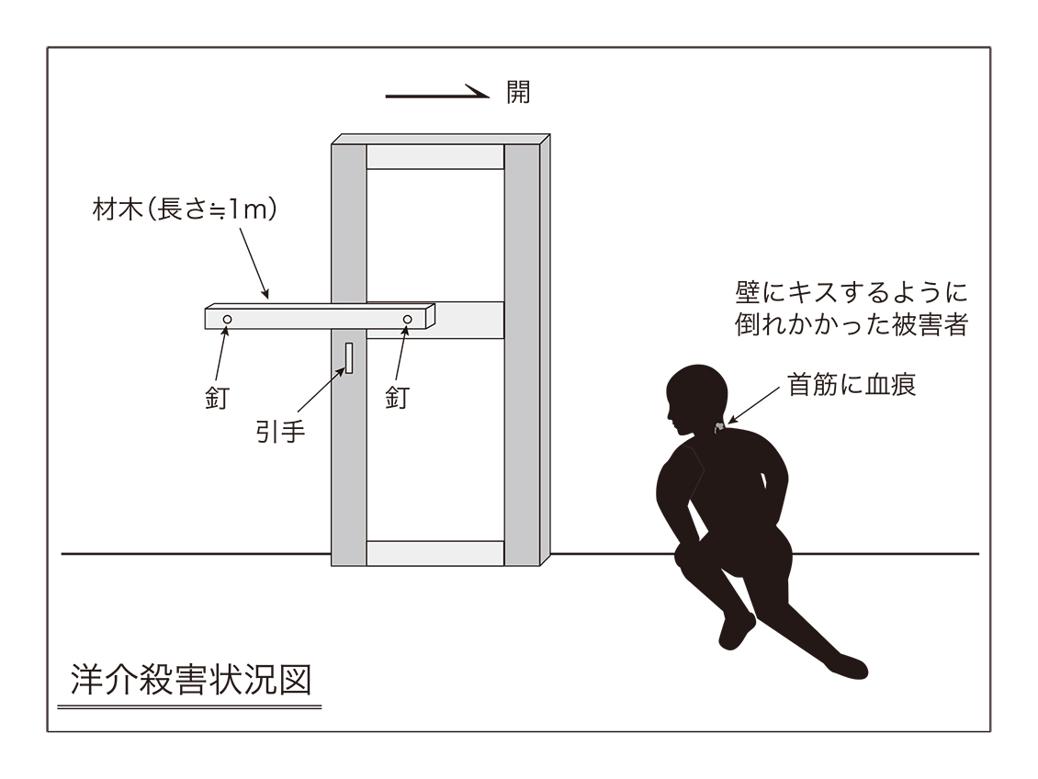 開
材木(長さ≒1m)
壁にキスするように
倒れかかった被害者
首筋に血痕
釘
釘
引手
洋介殺害状況図